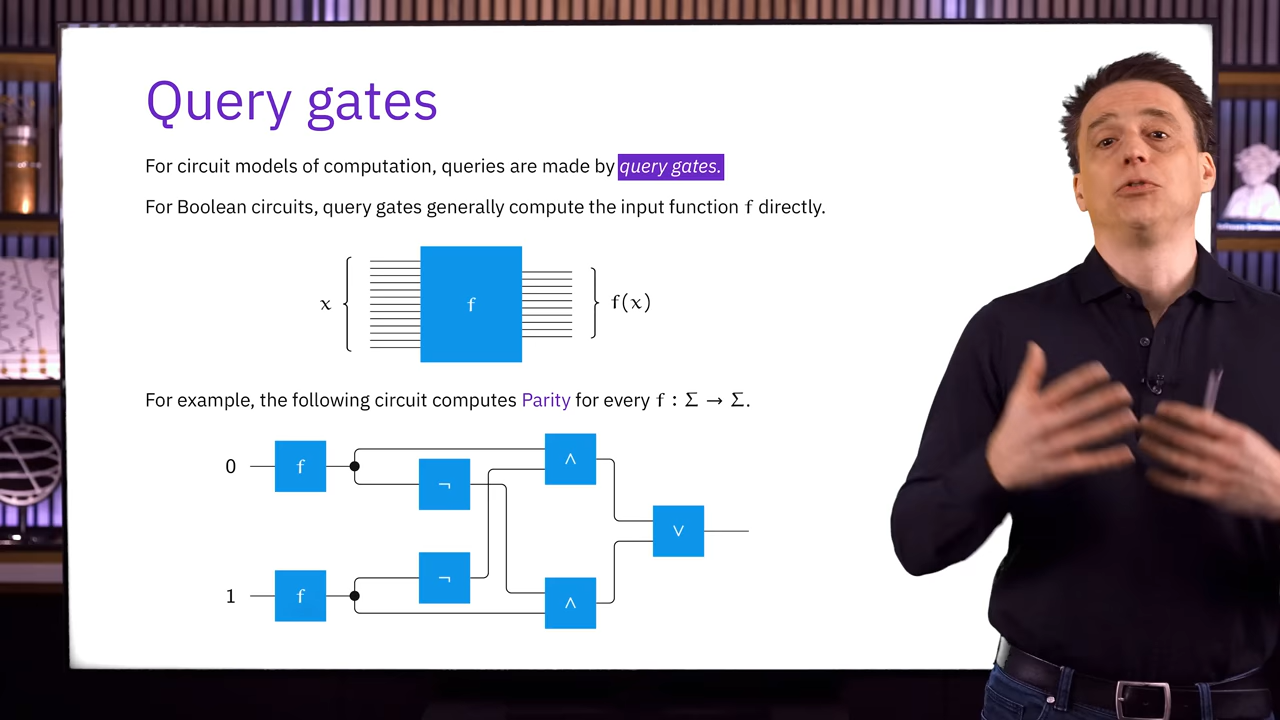 Query gates
For circuit models of computation, queries are made by query gates.
For Boolean circuits, query gates generally compute the input function f directly.
x { f } f(x)
For example, the following circuit computes Parity for every f : Σ → Σ.
∧
0 f
¬
∨
¬
1 f
∧